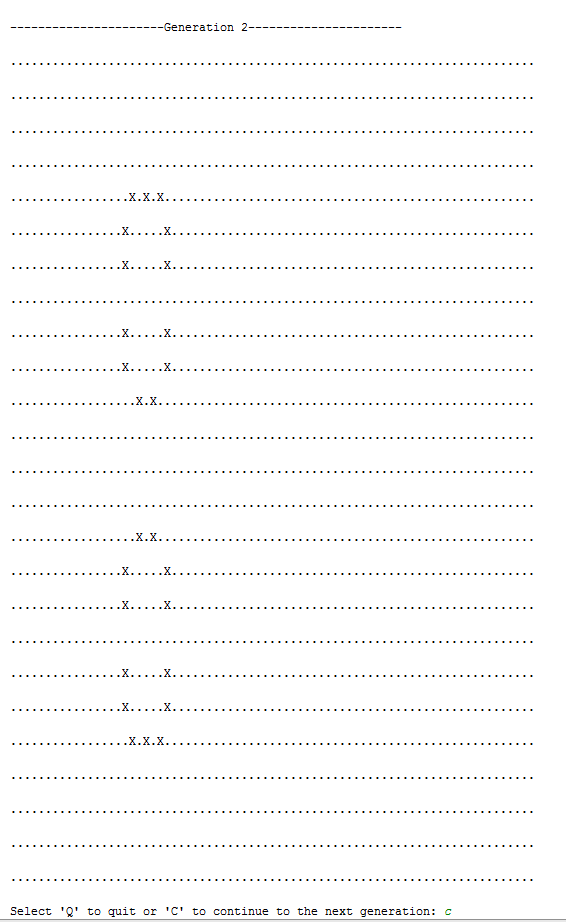 ----------------------Generation 2----------------------
...........................................................................
...........................................................................
...........................................................................
...........................................................................
.................X.X.X.....................................................
................X.....X....................................................
................X.....X....................................................
...........................................................................
................X.....X....................................................
................X.....X....................................................
..................X.X......................................................
...........................................................................
...........................................................................
...........................................................................
..................X.X......................................................
................X.....X....................................................
................X.....X....................................................
...........................................................................
................X.....X....................................................
................X.....X....................................................
.................X.X.X.....................................................
...........................................................................
...........................................................................
...........................................................................
...........................................................................
Select 'Q' to quit or 'C' to continue to the next generation: c